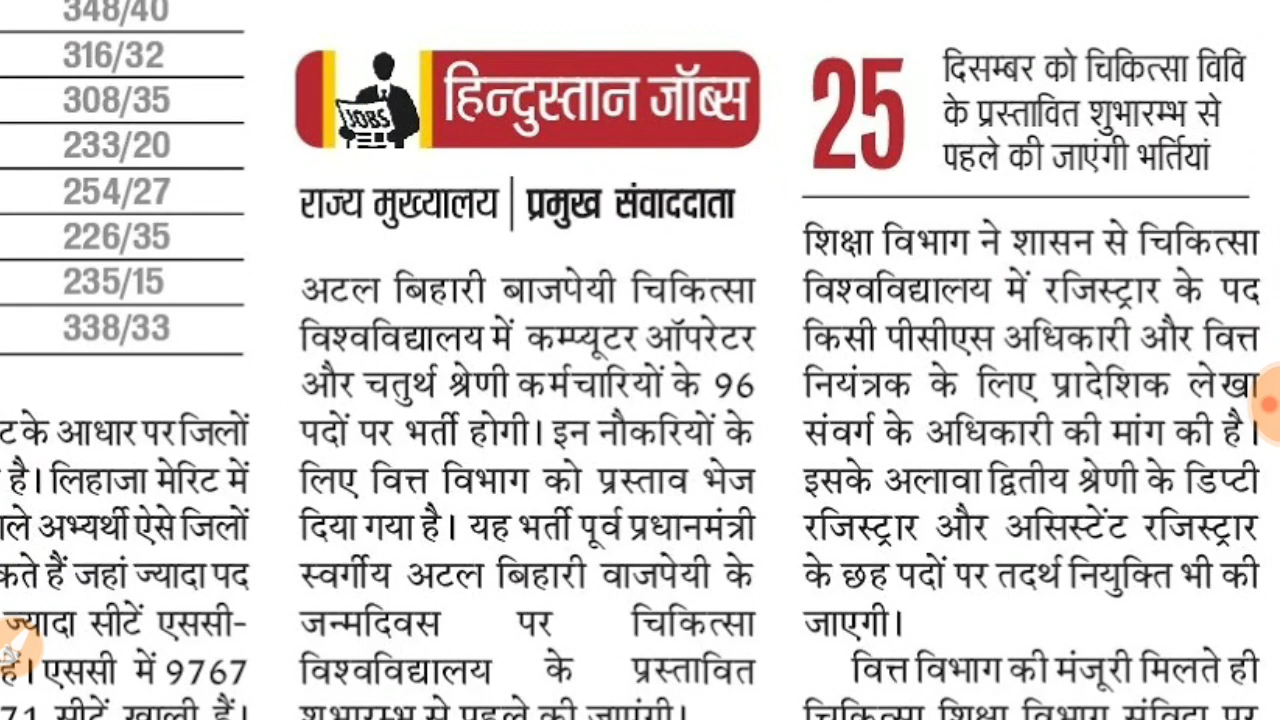 348/40
316/32
308/35
233/20
254/27
226/35
235/15
338/33
ट के आधार पर जिलों
है। लिहाजा मेरिट में
ले अभ्यर्थी ऐसे जिलों
कते हैं जहां ज्यादा पद
ज्यादा सीटें एससी-
है। एससी में 9767
71 सीटें खाली हैं।
JOBS
हिन्दुस्तान जॉब्स
राज्य मुख्यालय | प्रमुख संवाददाता
अटल बिहारी बाजपेयी चिकित्सा
विश्वविद्यालय में कम्प्यूटर ऑपरेटर
और चतुर्थ श्रेणी कर्मचारियों के 96
पदों पर भर्ती होगी। इन नौकरियों के
लिए वित्त विभाग को प्रस्ताव भेज
दिया गया है। यह भर्ती पूर्व प्रधानमंत्री
स्वर्गीय अटल बिहारी वाजपेयी के
जन्मदिवस पर चिकित्सा
विश्वविद्यालय के प्रस्तावित
शुभारम्भ से पहले की जाएंगी।
25 दिसम्बर को चिकित्सा विवि
के प्रस्तावित शुभारम्भ से
पहले की जाएंगी भर्तियां
शिक्षा विभाग ने शासन से चिकित्सा
विश्वविद्यालय में रजिस्ट्रार के पद
किसी पीसीएस अधिकारी और वित्त
नियंत्रक के लिए प्रादेशिक लेखा
संवर्ग के अधिकारी की मांग की है।
इसके अलावा द्वितीय श्रेणी के डिप्टी
रजिस्ट्रार और असिस्टेंट रजिस्ट्रार
के छह पदों पर तदर्थ नियुक्ति भी की
जाएगी।
वित्त विभाग की मंजूरी मिलते ही
चिकित्सा शिक्षा विभाग संविदा पर